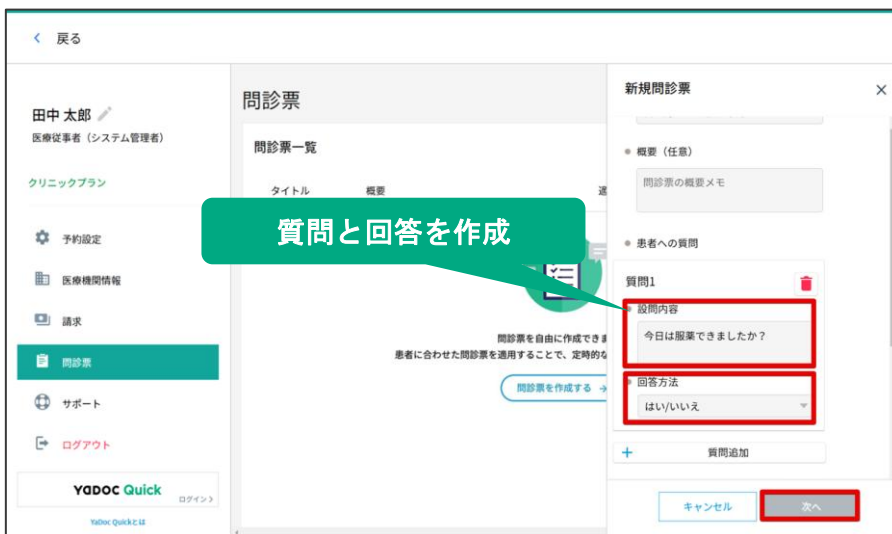 戻る
田中 太郎
医療従事者（システム管理者）
クリニックプラン
予約設定
医療機関情報
請求
問診票
サポート
ログアウト
YaDOC Quick
ログイン >
YaDoc Quickとは
問診票
問診票一覧
タイトル
概要
質問と回答を作成
問診票を自由に作成でき
患者に合わせた問診票を適用することで、定時的な
問診票を作成する →
新規問診票
概要（任意）
問診票の概要メモ
患者への質問
質問1
設問内容
今日は服薬できましたか？
回答方法
はい/いいえ
質問追加
キャンセル
次へ